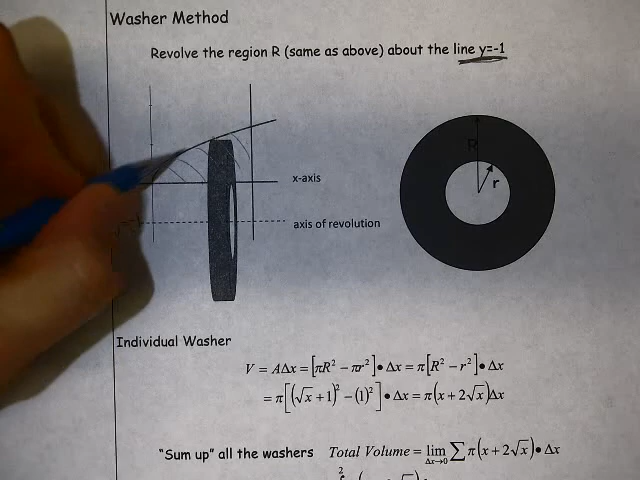 Washer Method
Revolve the region R (same as above) about the line y=-1
R
r
x-axis
axis of revolution
Individual Washer
V = AΔx = [πR² − πr²]•Δx = π[R² − r²]•Δx
= π[(√x + 1)² − (1)²]•Δx = π(x + 2√x)Δx
"Sum up" all the washers Total Volume = lim Δx→0 ∑ π(x + 2√x)•Δx
2